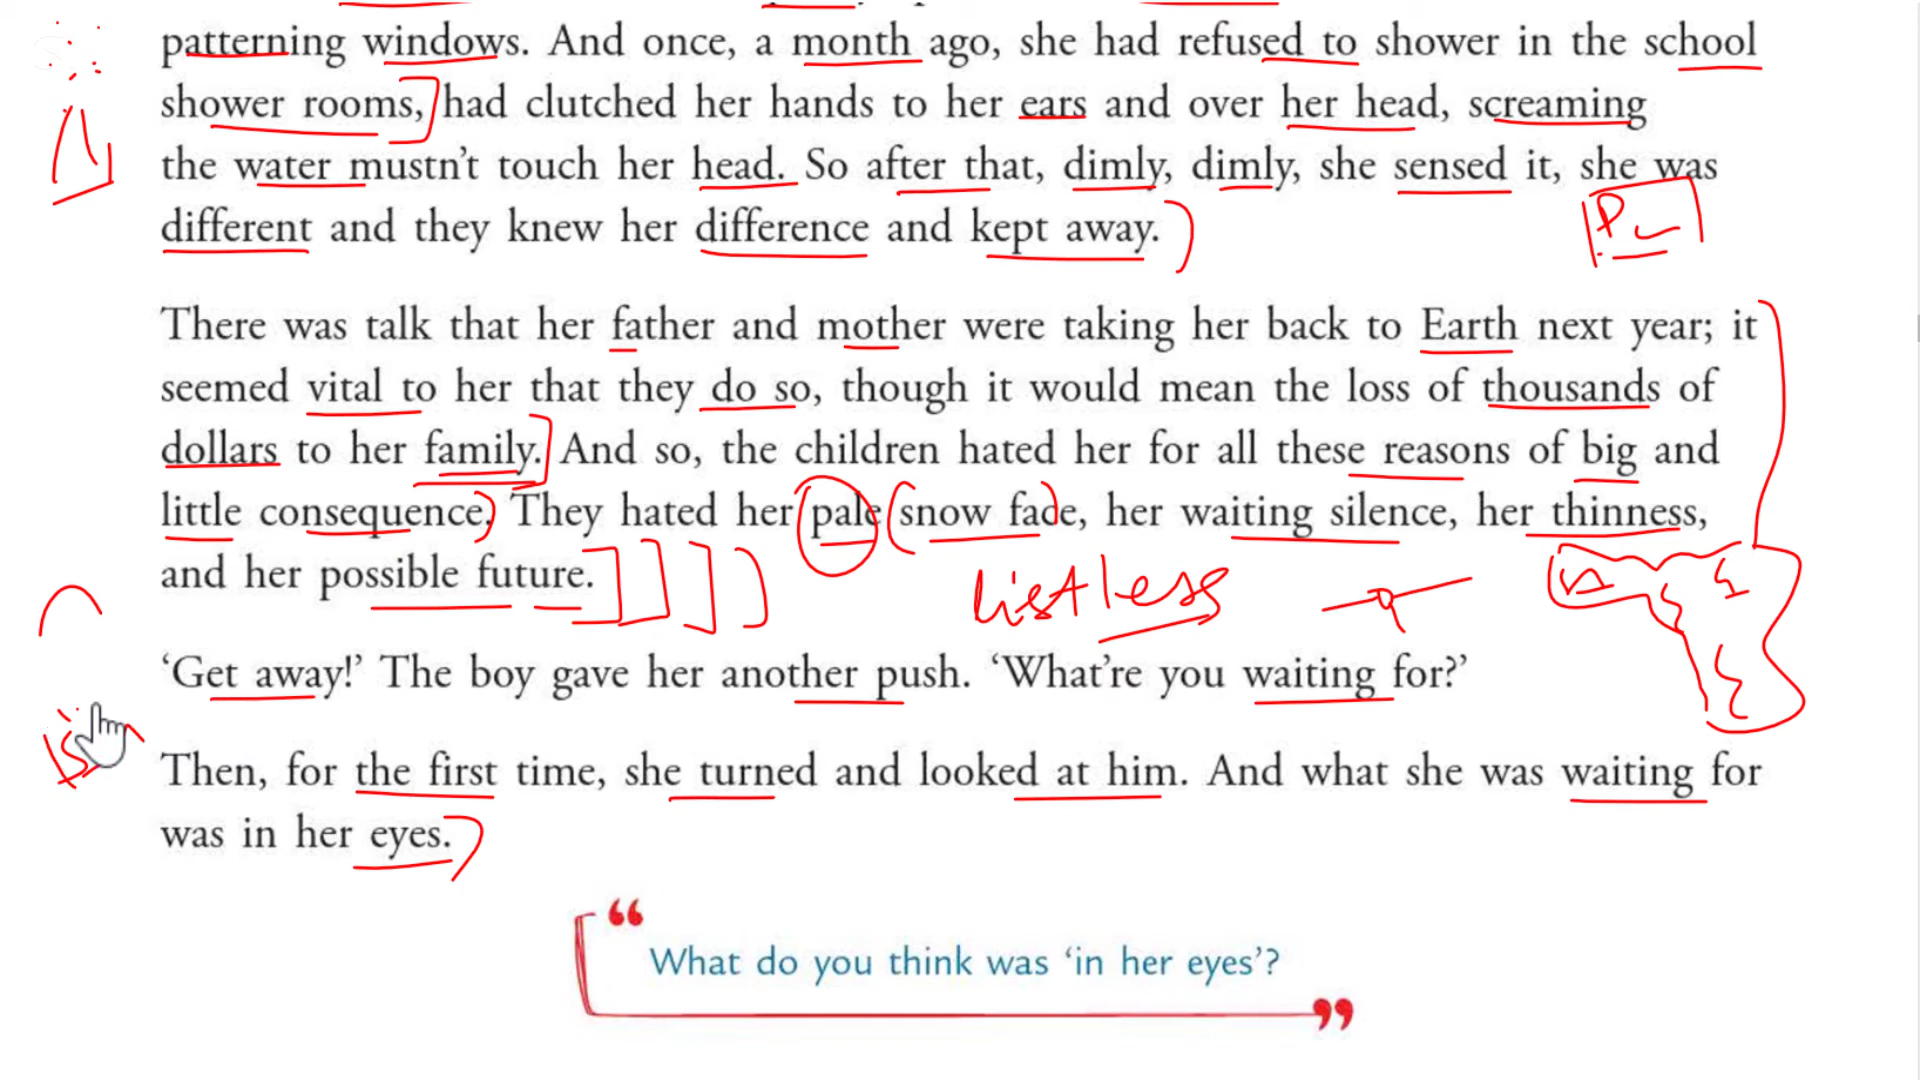 patterning windows. And once, a month ago, she had refused to shower in the school
shower rooms, had clutched her hands to her ears and over her head, screaming
the water mustn't touch her head. So after that, dimly, dimly, she sensed it, she was
different and they knew her difference and kept away.
There was talk that her father and mother were taking her back to Earth next year; it
seemed vital to her that they do so, though it would mean the loss of thousands of
dollars to her family. And so, the children hated her for all these reasons of big and
little consequence. They hated her pale snow fade, her waiting silence, her thinness,
and her possible future.
listless
‘Get away!’ The boy gave her another push. ‘What’re you waiting for?’
Then, for the first time, she turned and looked at him. And what she was waiting for
was in her eyes.
“
What do you think was ‘in her eyes’?
”